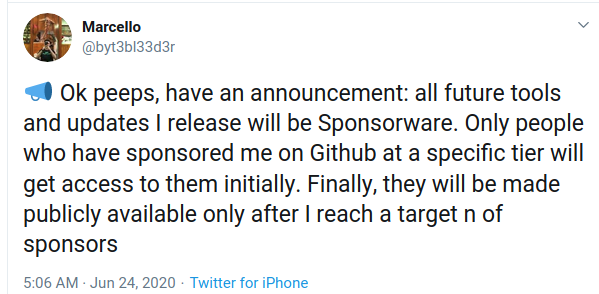 Marcello
@byt3bl33d3r
📣 Ok peeps, have an announcement: all future tools
and updates I release will be Sponsorware. Only people
who have sponsored me on Github at a specific tier will
get access to them initially. Finally, they will be made
publicly available only after I reach a target n of
sponsors
5:06 AM · Jun 24, 2020 · Twitter for iPhone